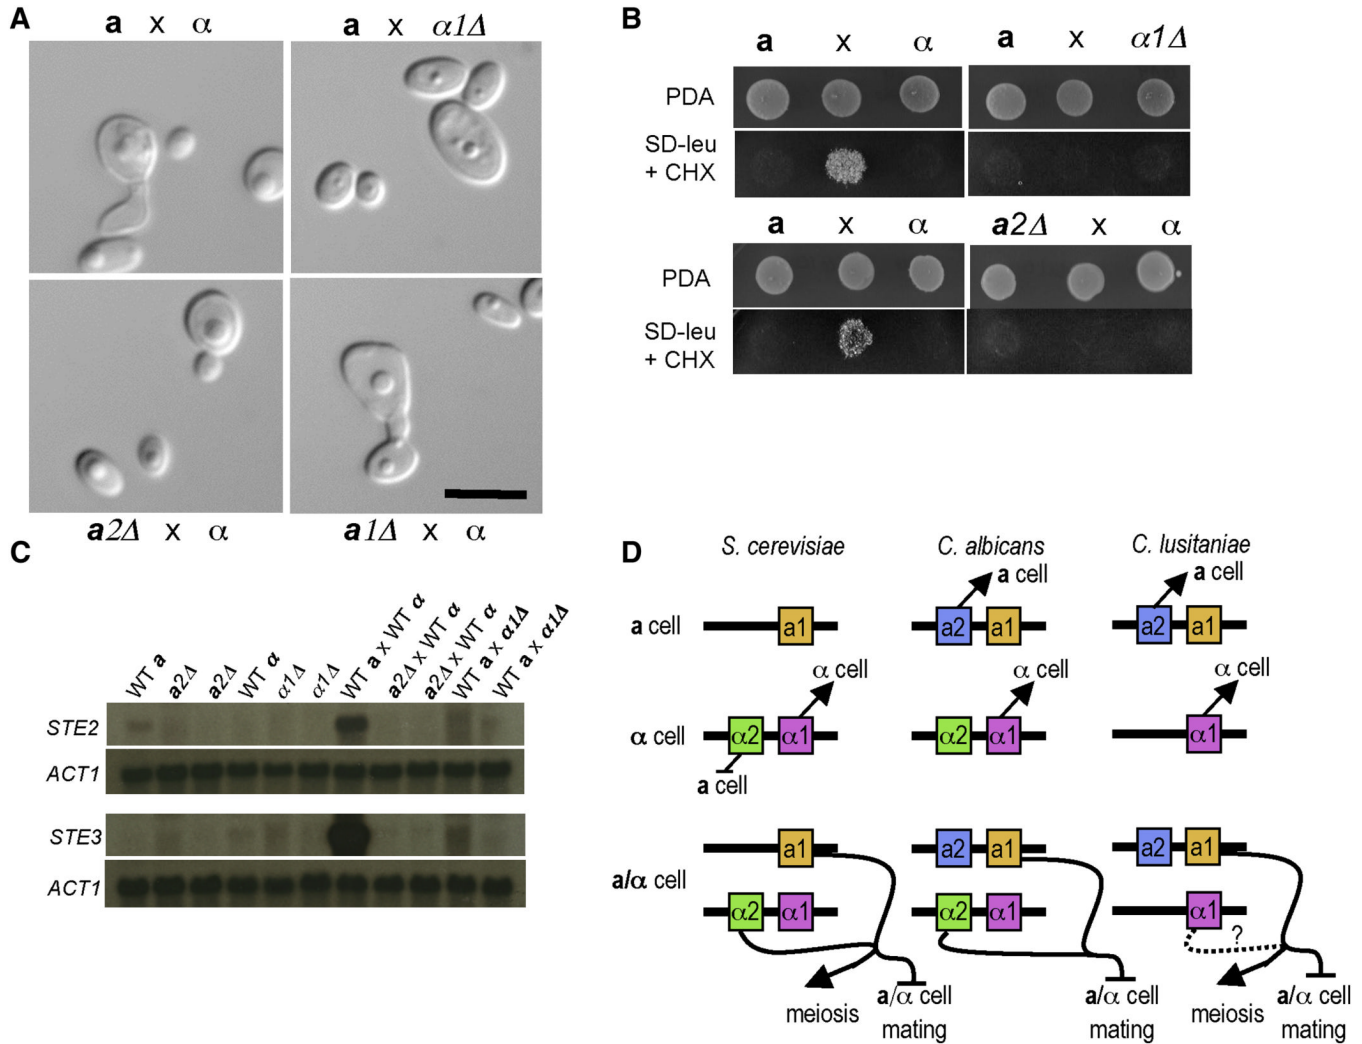 A
a x α
a x α1Δ
a2Δ x α
a1Δ x α
B
a x α
a x α1Δ
PDA
SD-leu
+ CHX
a x α
a2Δ x α
PDA
SD-leu
+ CHX
C
WT a
a2Δ
a2Δ
WT α
α1Δ
α1Δ
WT a x WT α
a2Δ x WT α
a2Δ x WT α
WT a x α1Δ
WT a x α1Δ
STE2
ACT1
STE3
ACT1
D
S. cerevisiae
C. albicans
C. lusitaniae
a cell
a cell
a cell
a1
a2 a1
a2 a1
α cell
α cell
α cell
α cell
α2 α1
α2 α1
α1
a cell
a/α cell
a1
a2 a1
a2 a1
α2 α1
α2 α1
α1
?
meiosis
a/α cell
mating
a/α cell
mating
meiosis
a/α cell
mating